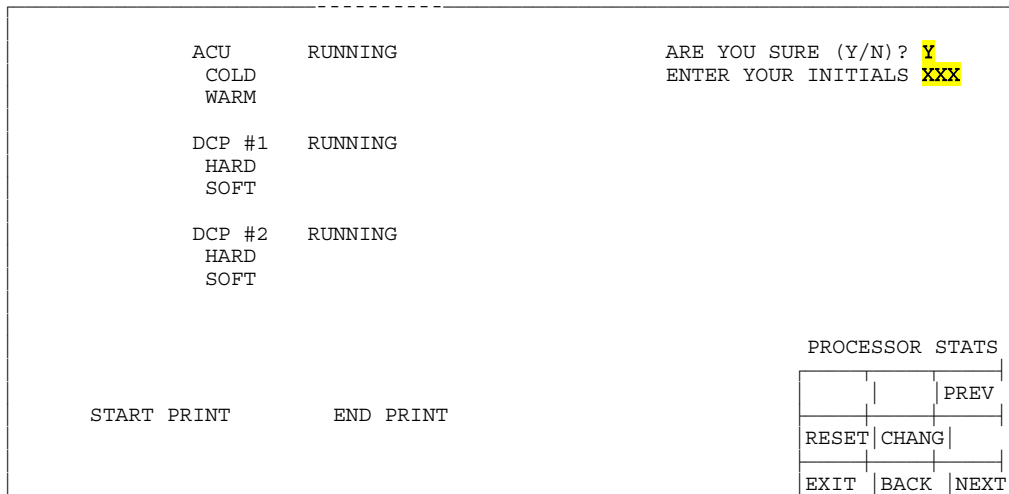 ACU RUNNING ARE YOU SURE (Y/N)? Y
COLD ENTER YOUR INITIALS XXX
WARM
DCP #1 RUNNING
HARD
SOFT
DCP #2 RUNNING
HARD
SOFT
PROCESSOR STATS
PREV
START PRINT END PRINT
RESET CHANG
EXIT BACK NEXT